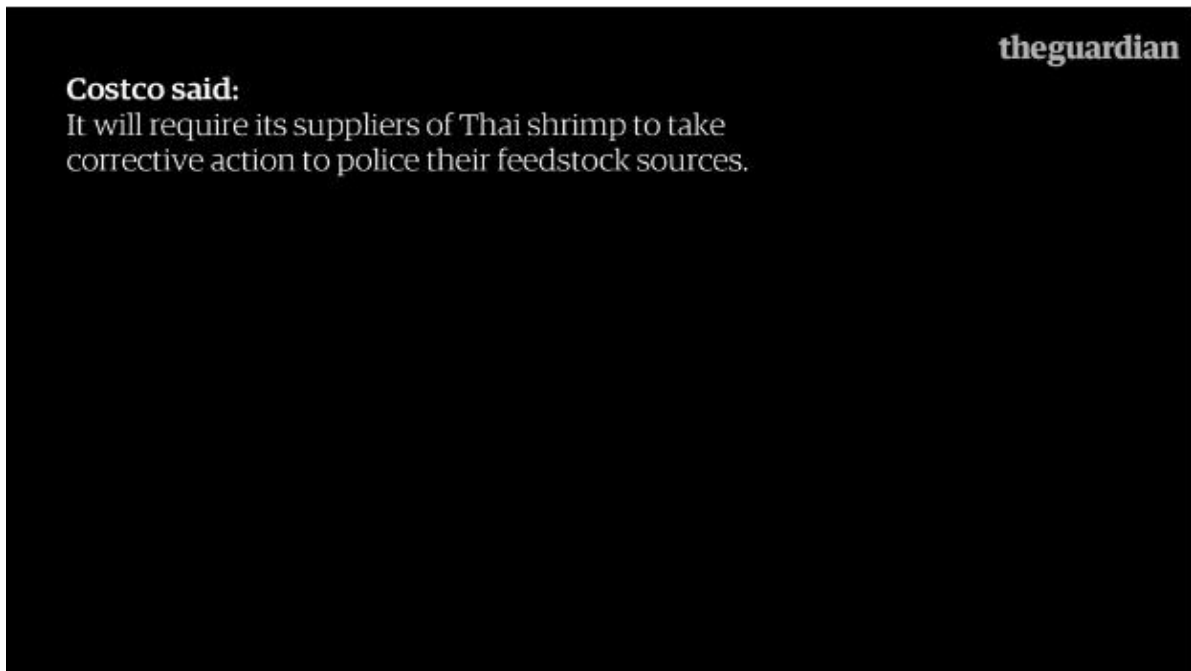 theguardian
Costco said:
It will require its suppliers of Thai shrimp to take
corrective action to police their feedstock sources.